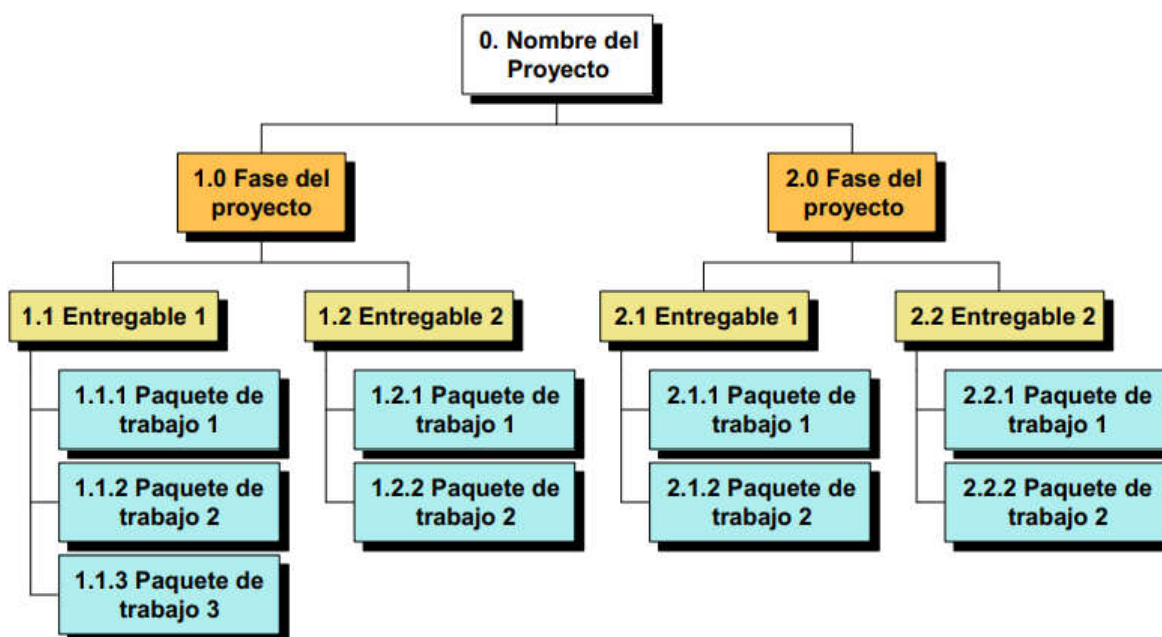 0. Nombre del
Proyecto
1.0 Fase del
proyecto
2.0 Fase del
proyecto
1.1 Entregable 1
1.2 Entregable 2
2.1 Entregable 1
2.2 Entregable 2
1.1.1 Paquete de
trabajo 1
1.2.1 Paquete de
trabajo 1
2.1.1 Paquete de
trabajo 1
2.2.1 Paquete de
trabajo 1
1.1.2 Paquete de
trabajo 2
1.2.2 Paquete de
trabajo 2
2.1.2 Paquete de
trabajo 2
2.2.2 Paquete de
trabajo 2
1.1.3 Paquete de
trabajo 3